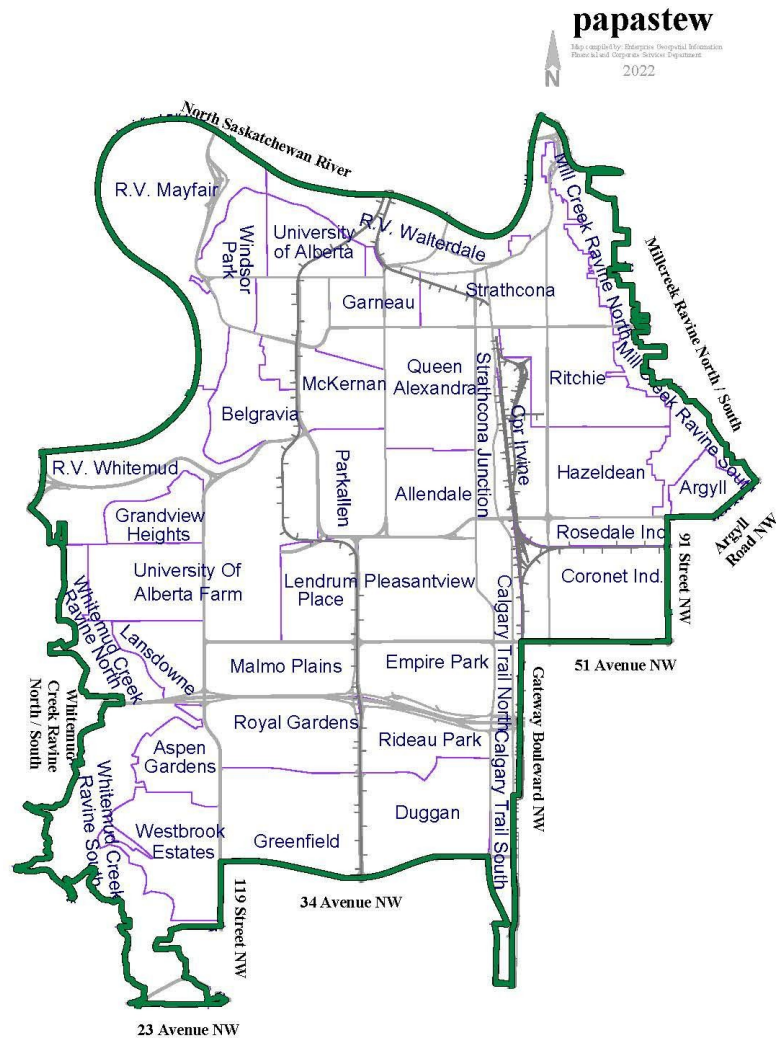 papastew
Map compiled by: Enterprise Geospatial Information
Financial and Corporate Services Department
N
2022
North Saskatchewan River
R.V. Mayfair
Windsor
Park
University
of Alberta
R.V. Walterdale
Mill Creek Ravine North
Millcreek Ravine North / South
Strathcona
Garneau
McKernan
Queen
Alexandra
Strathcona Junction
Cpr Irvine
Ritchie
Mill Creek Ravine South
Belgravia
R.V. Whitemud
Parkallen
Allendale
Hazeldean
Argyll
Grandview
Heights
Rosedale Ind.
Argyll
Road NW
91 Street NW
University Of
Alberta Farm
Lendrum
Place
Pleasantview
Coronet Ind.
Whitemud Creek
Ravine North
Lansdowne
Malmo Plains
Empire Park
Calgary Trail North
51 Avenue NW
Whitemud
Creek Ravine
North / South
Royal Gardens
Rideau Park
Gateway Boulevard NW
Aspen
Gardens
Whitemud Creek
Ravine South
Westbrook
Estates
Greenfield
Duggan
Calgary Trail South
119 Street NW
34 Avenue NW
23 Avenue NW